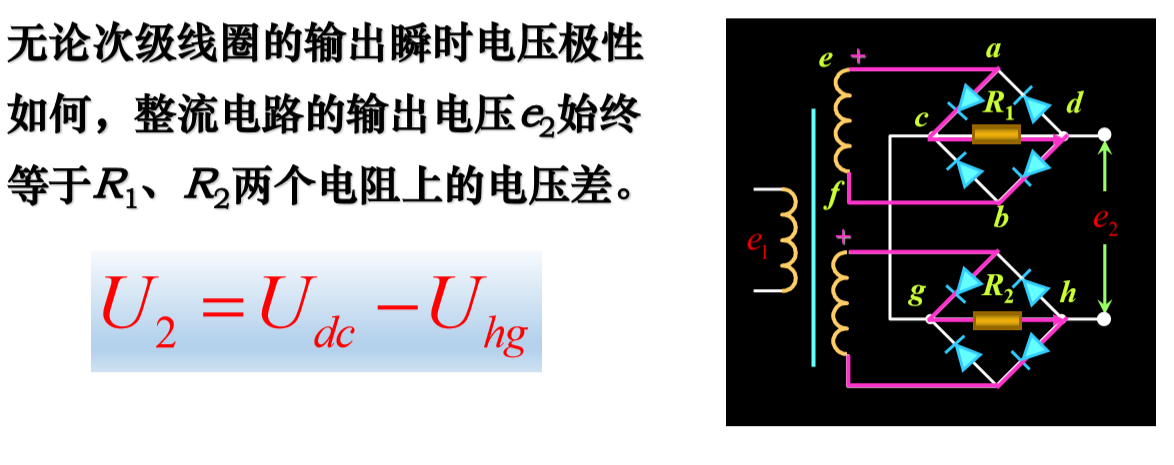 无论次级线圈的输出瞬时电压极性
如何，整流电路的输出电压e₂始终
等于R₁、R₂两个电阻上的电压差。
U₂ = U_dc − U_hg
e +
a
R₁
d
c
f
b
e₁
e₂
+
g
R₂
h